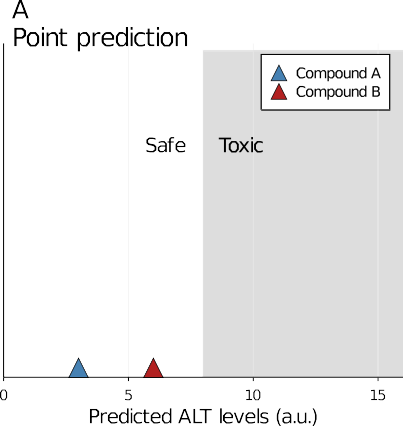 A
Point prediction
Compound A
Compound B
Safe
Toxic
0
5
10
15
Predicted ALT levels (a.u.)